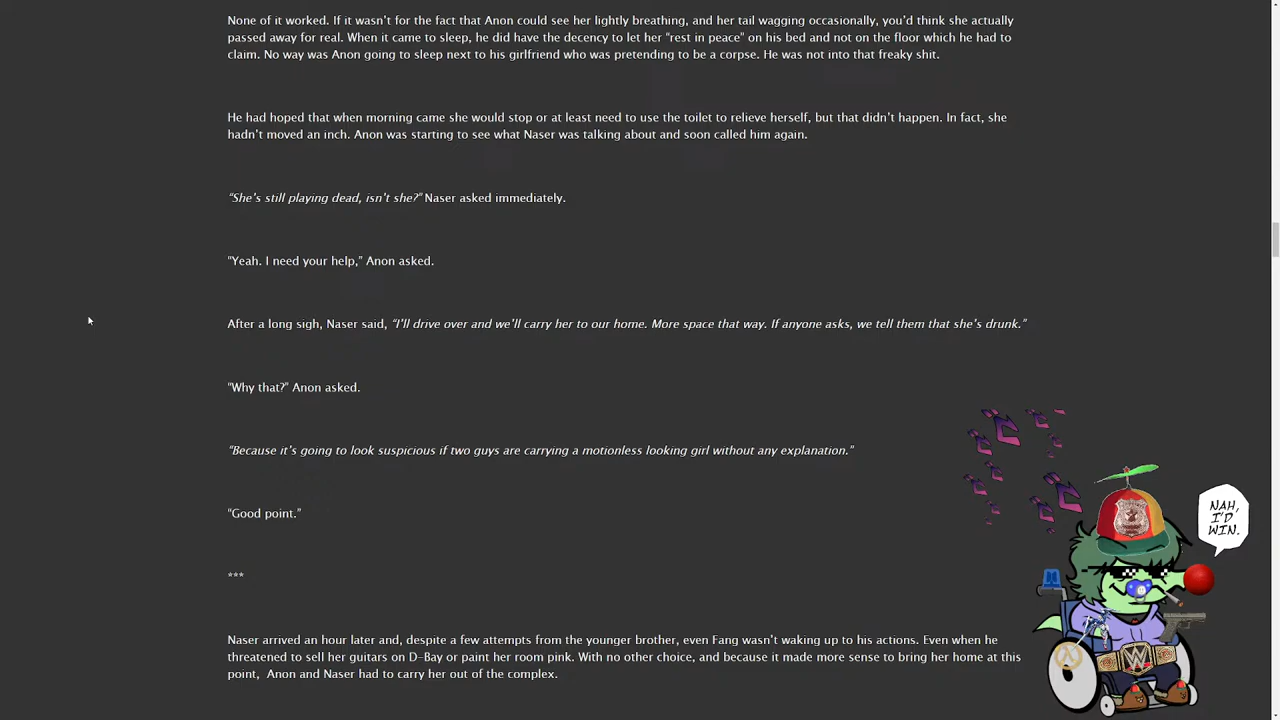 None of it worked. If it wasn't for the fact that Anon could see her lightly breathing, and her tail wagging occasionally, you'd think she actually
passed away for real. When it came to sleep, he did have the decency to let her “rest in peace” on his bed and not on the floor which he had to
claim. No way was Anon going to sleep next to his girlfriend who was pretending to be a corpse. He was not into that freaky shit.
He had hoped that when morning came she would stop or at least need to use the toilet to relieve herself, but that didn't happen. In fact, she
hadn't moved an inch. Anon was starting to see what Naser was talking about and soon called him again.
“She's still playing dead, isn't she?” Naser asked immediately.
“Yeah. I need your help,” Anon asked.
After a long sigh, Naser said, “I'll drive over and we'll carry her to our home. More space that way. If anyone asks, we tell them that she's drunk.”
“Why that?” Anon asked.
“Because it's going to look suspicious if two guys are carrying a motionless looking girl without any explanation.”
“Good point.”
***
Naser arrived an hour later and, despite a few attempts from the younger brother, even Fang wasn't waking up to his actions. Even when he
threatened to sell her guitars on D-Bay or paint her room pink. With no other choice, and because it made more sense to bring her home at this
point,  Anon and Naser had to carry her out of the complex.
NAH,
I'D
WIN.
W